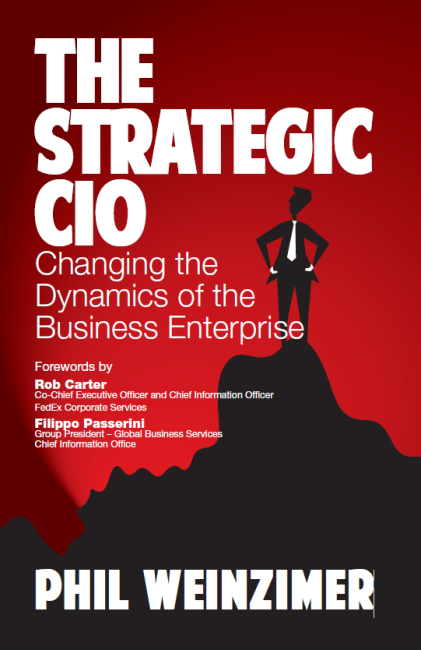 THE
STRATEGIC
CIO
Changing the
Dynamics of the
Business Enterprise
Forewords by
Rob Carter
Co-Chief Executive Officer and Chief Information Officer
FedEx Corporate Services
Filippo Passerini
Group President – Global Business Services
Chief Information Office
PHIL WEINZIMER